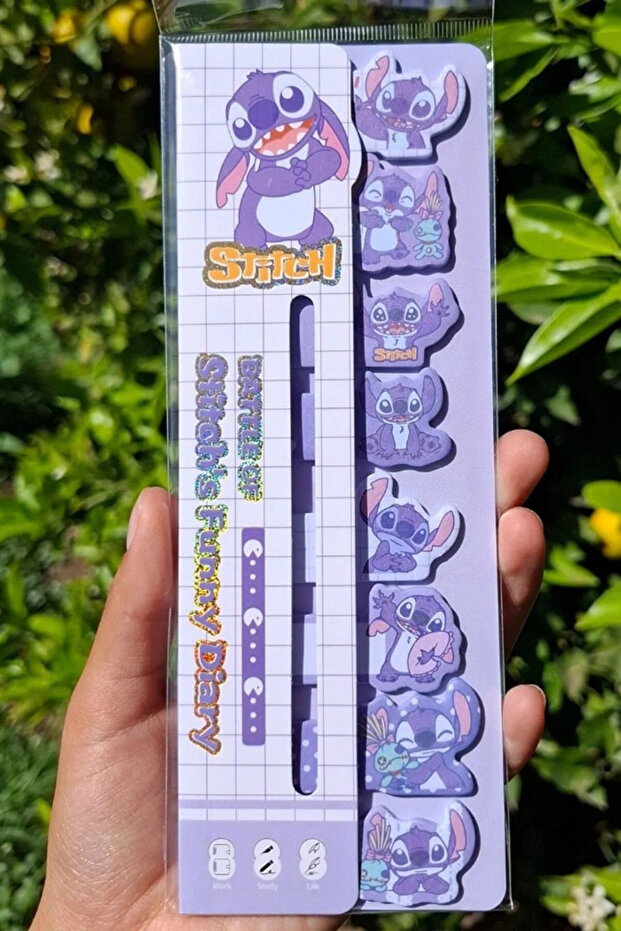 STITCH
BATTLE OF
Stitch's Funny Diary
STITCH
Work
Study
Life